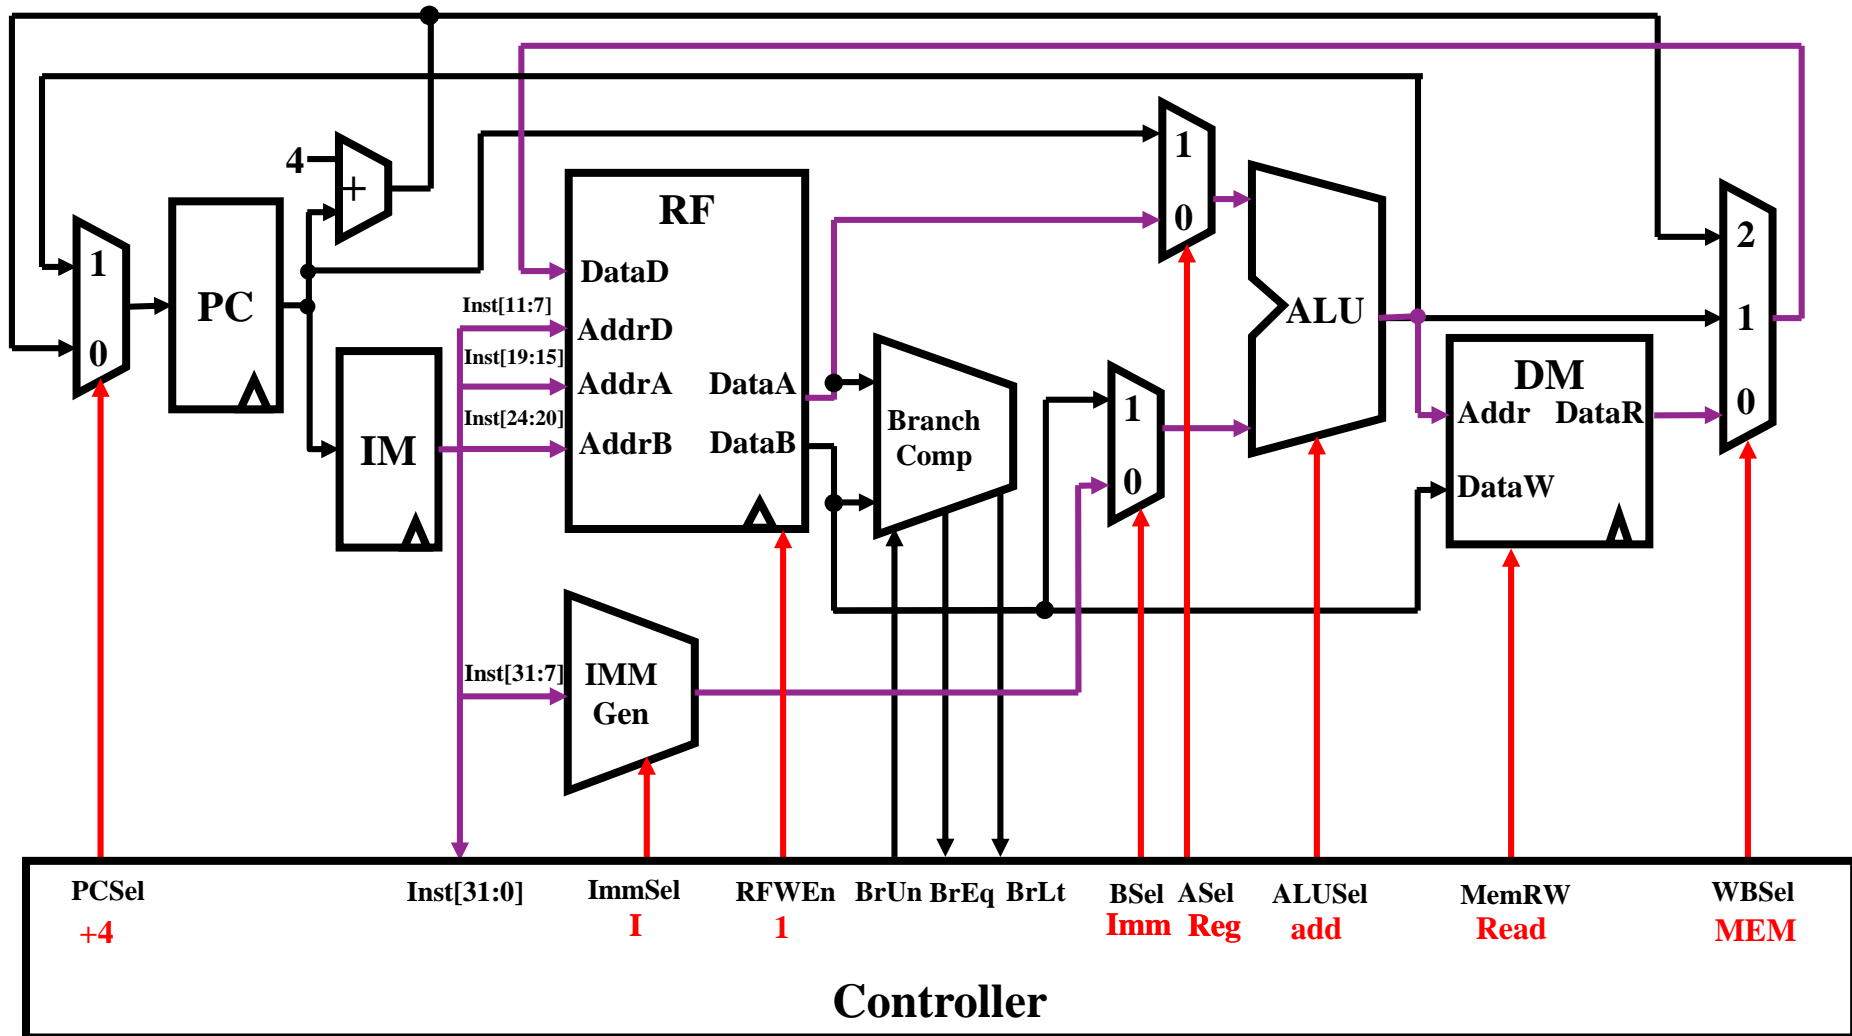 4
+
1
0
PC
IM
RF
DataD
Inst[11:7]
AddrD
Inst[19:15]
AddrA
DataA
Inst[24:20]
AddrB
DataB
Branch
Comp
1
0
1
0
ALU
DM
Addr
DataR
DataW
2
1
0
Inst[31:7]
IMM
Gen
PCSel
Inst[31:0]
ImmSel
RFWEn
BrUn
BrEq
BrLt
BSel
ASel
ALUSel
MemRW
WBSel
+4
I
1
Imm
Reg
add
Read
MEM
Controller